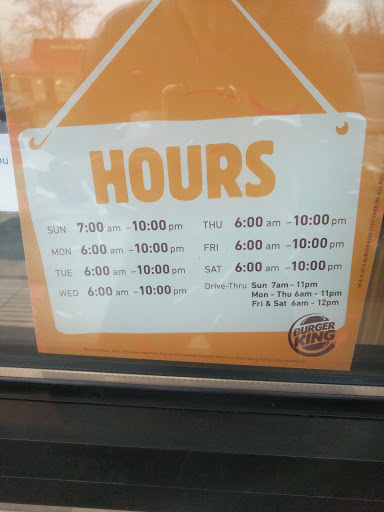 HOURS
SUN 7:00 am – 10:00 pm
MON 6:00 am – 10:00 pm
TUE 6:00 am – 10:00 pm
WED 6:00 am – 10:00 pm
THU 6:00 am – 10:00 pm
FRI 6:00 am – 10:00 pm
SAT 6:00 am – 10:00 pm
Drive-Thru Sun 7am - 11pm
Mon - Thu 6am - 11pm
Fri & Sat 6am - 12pm
BURGER
KING